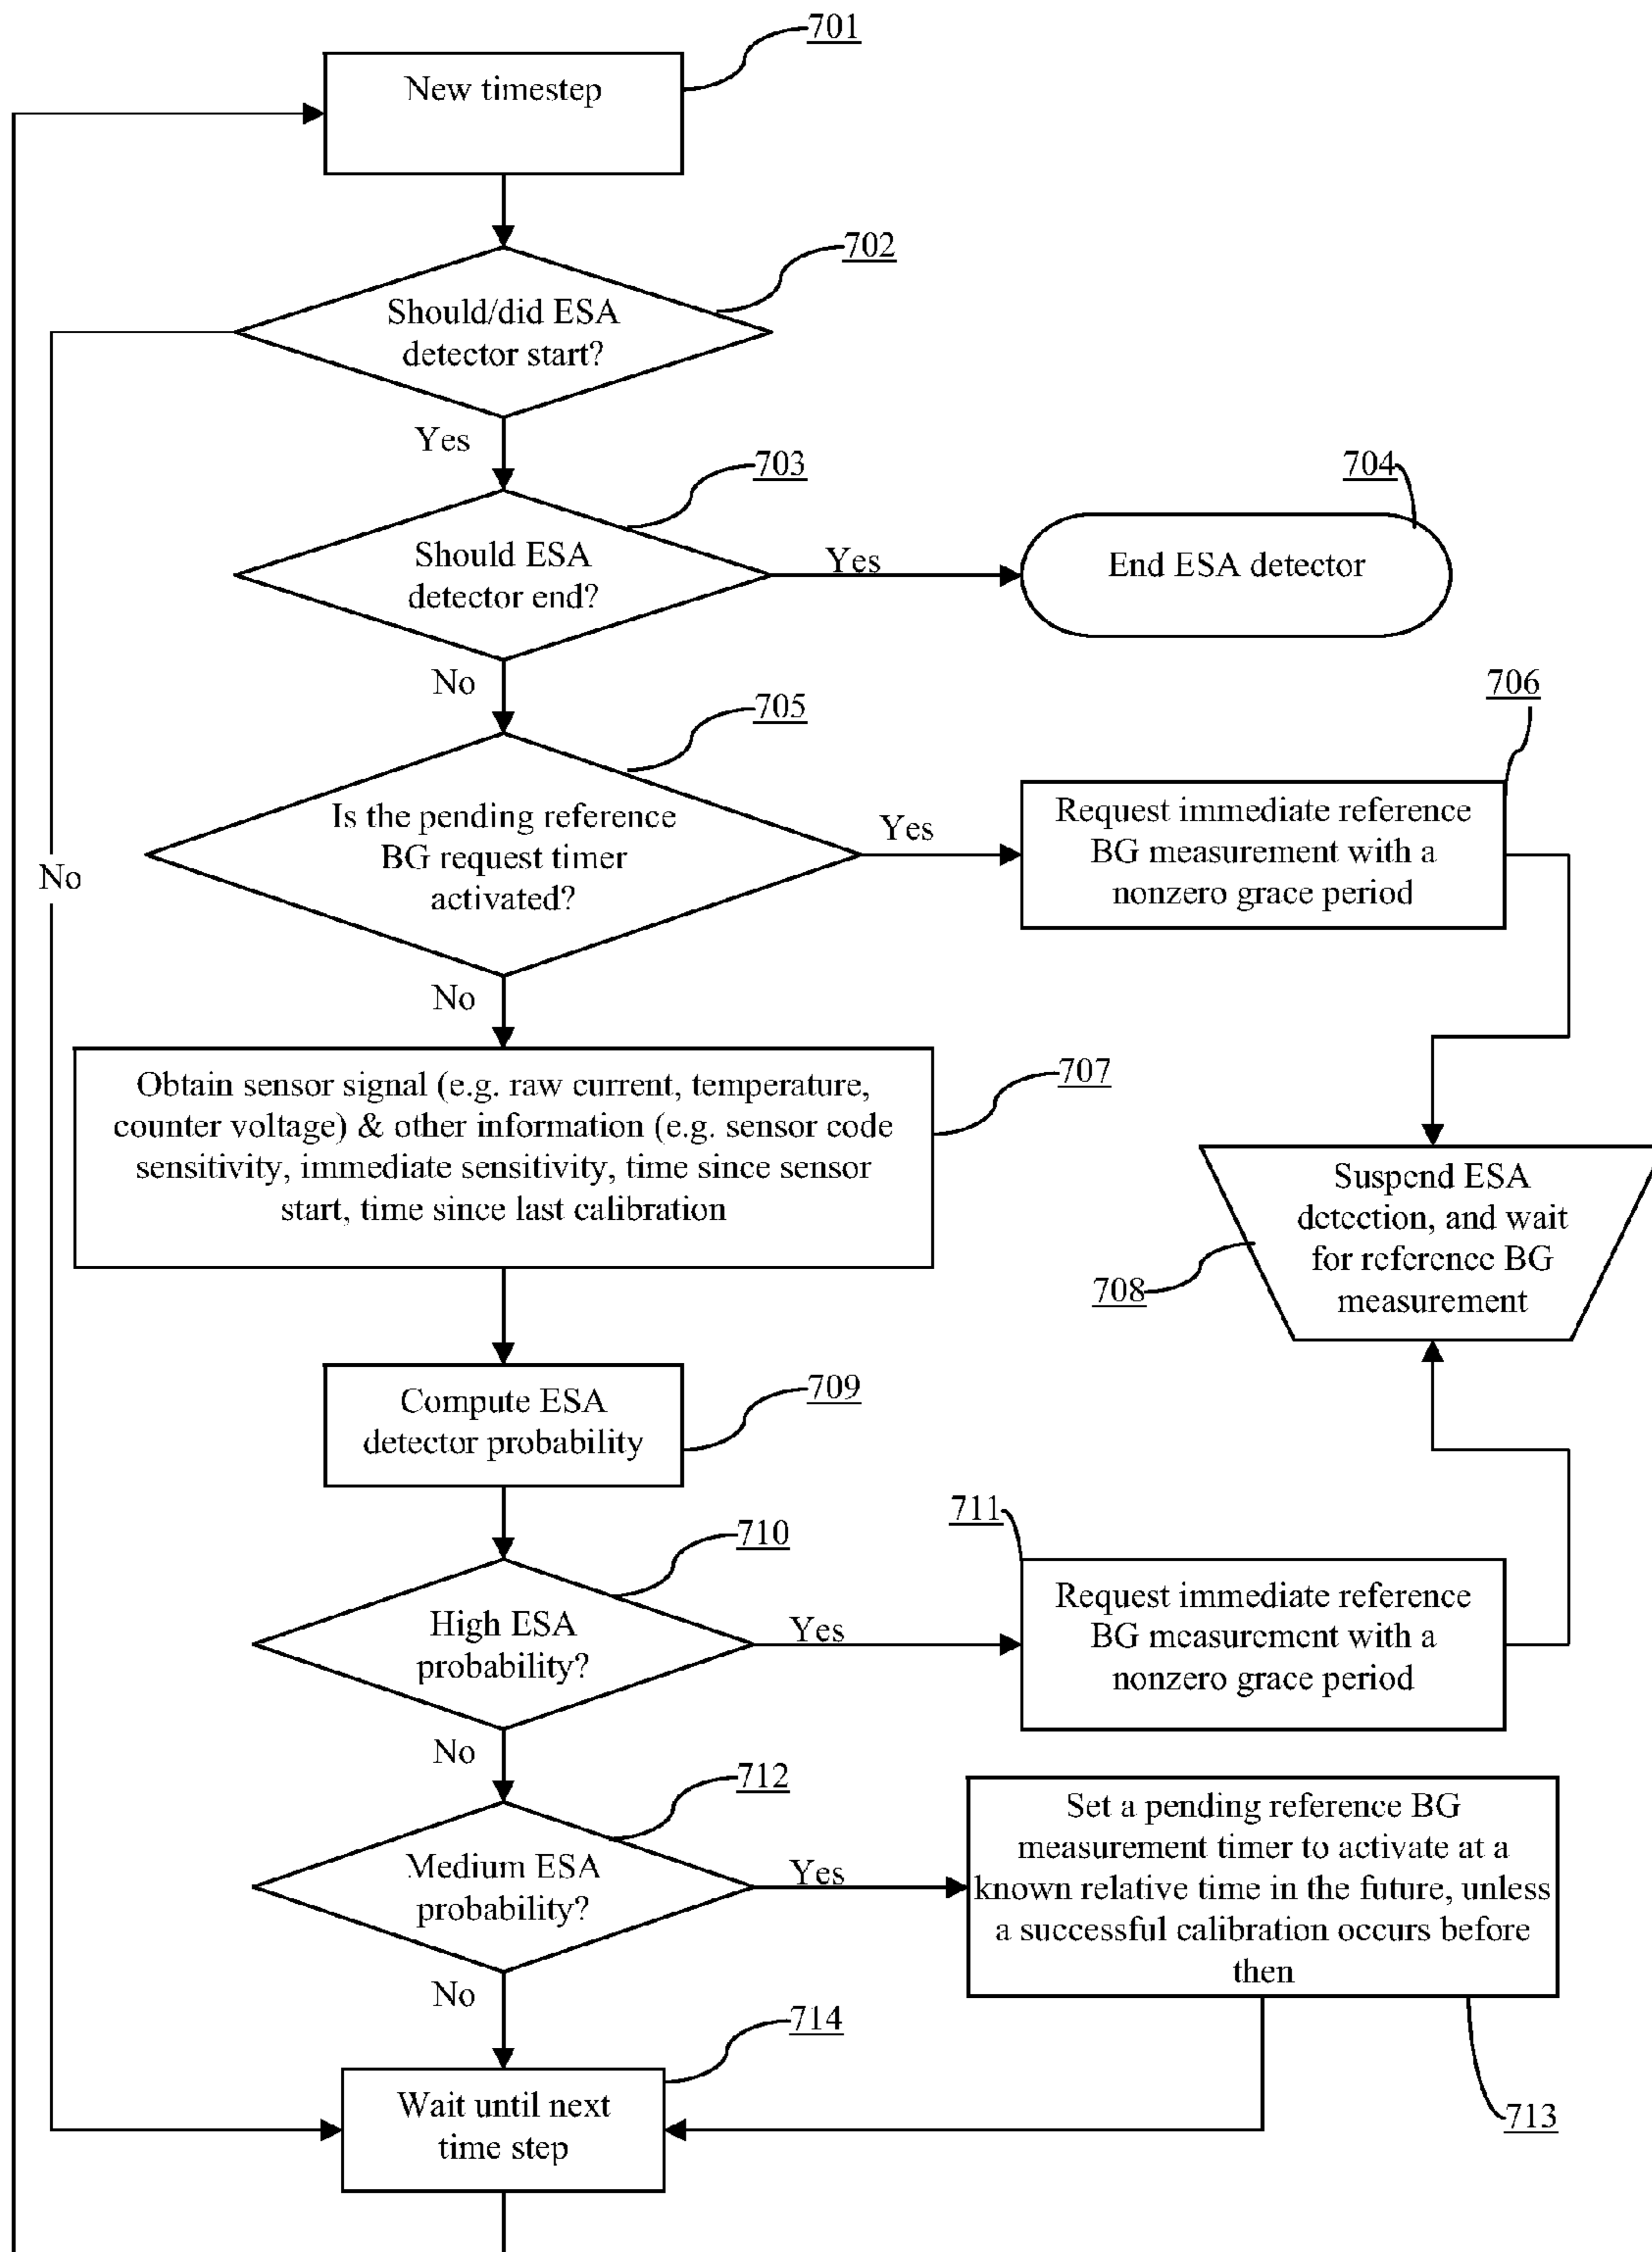 701
New timestep
702
Should/did ESA
detector start?
Yes
703
704
Should ESA
detector end?
Yes
End ESA detector
No
706
705
Is the pending reference
BG request timer
activated?
Yes
Request immediate reference
BG measurement with a
nonzero grace period
No
No
Obtain sensor signal (e.g. raw current, temperature,
counter voltage) & other information (e.g. sensor code
sensitivity, immediate sensitivity, time since sensor
start, time since last calibration
707
Suspend ESA
detection, and wait
for reference BG
measurement
708
Compute ESA
detector probability
709
710
711
High ESA
probability?
Yes
Request immediate reference
BG measurement with a
nonzero grace period
No
712
Medium ESA
probability?
Yes
Set a pending reference BG
measurement timer to activate at a
known relative time in the future, unless
a successful calibration occurs before
then
No
714
Wait until next
time step
713